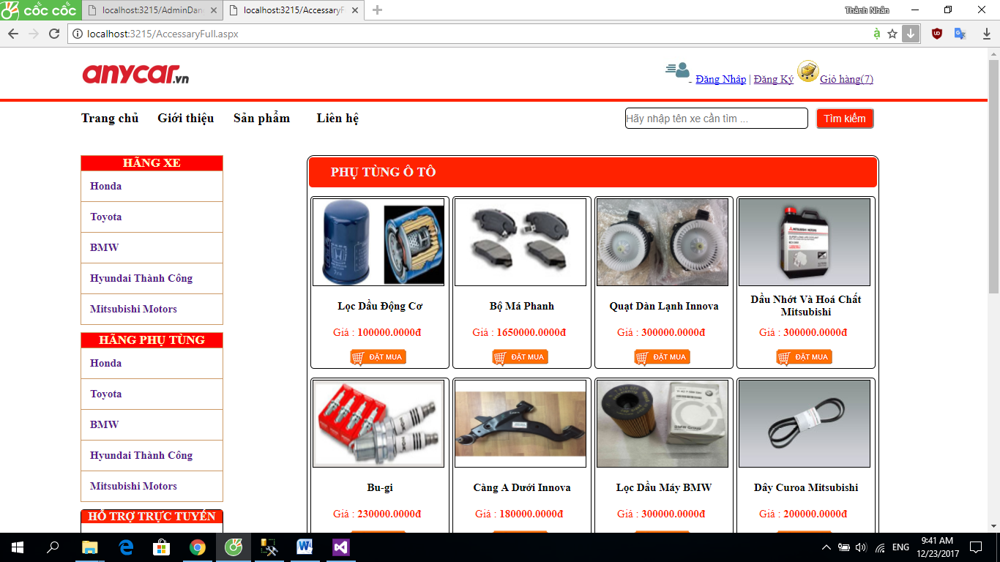 cốc cốc
localhost:3215/AdminDan
localhost:3215/AccessaryF
Thành Nhân
localhost:3215/AccessaryFull.aspx
anycar.vn
Đăng Nhập | Đăng Ký Giỏ hàng(7)
Trang chủ Giới thiệu Sản phẩm Liên hệ
Hãy nhập tên xe cần tìm ...
Tìm kiếm
HÃNG XE
Honda
Toyota
BMW
Hyundai Thành Công
Mitsubishi Motors
HÃNG PHỤ TÙNG
Honda
Toyota
BMW
Hyundai Thành Công
Mitsubishi Motors
HỖ TRỢ TRỰC TUYẾN
PHỤ TÙNG Ô TÔ
Lọc Dầu Động Cơ
Giá : 100000.0000đ
ĐẶT MUA
Bộ Má Phanh
Giá : 1650000.0000đ
ĐẶT MUA
Quạt Dàn Lạnh Innova
Giá : 300000.0000đ
ĐẶT MUA
Dầu Nhớt Và Hoá Chất
Mitsubishi
Giá : 300000.0000đ
ĐẶT MUA
Bu-gi
Giá : 230000.0000đ
Càng A Dưới Innova
Giá : 180000.0000đ
Lọc Dầu Máy BMW
Giá : 300000.0000đ
Dây Curoa Mitsubishi
Giá : 200000.0000đ
ENG
9:41 AM
12/23/2017